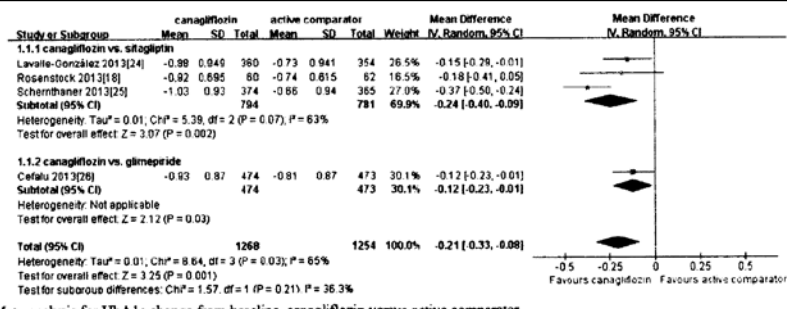 canagliflozin active comparator Mean Difference Mean Difference
Study or Subgroup Mean SD Total Mean SD Total Weight IV, Random, 95% CI IV, Random, 95% CI
1.1.1 canagliflozin vs. sitagliptin
Lavalle-González 2013[24] -0.88 0.949 360 -0.73 0.941 354 26.5% -0.15 [-0.29, -0.01]
Rosenstock 2013[18] -0.92 0.695 60 -0.74 0.615 62 16.5% -0.18 [-0.41, 0.05]
Schernthaner 2013[25] -1.03 0.93 374 -0.66 0.94 365 27.0% -0.37 [-0.50, -0.24]
Subtotal (95% CI) 794 781 69.9% -0.24 [-0.40, -0.09]
Heterogeneity: Tau² = 0.01; Chi² = 5.39, df = 2 (P = 0.07); I² = 63%
Test for overall effect: Z = 3.07 (P = 0.002)
1.1.2 canagliflozin vs. glimepiride
Cefalu 2013[26] -0.93 0.87 474 -0.81 0.87 473 30.1% -0.12 [-0.23, -0.01]
Subtotal (95% CI) 474 473 30.1% -0.12 [-0.23, -0.01]
Heterogeneity: Not applicable
Test for overall effect: Z = 2.12 (P = 0.03)
Total (95% CI) 1268 1254 100.0% -0.21 [-0.33, -0.08]
Heterogeneity: Tau² = 0.01; Chi² = 8.64, df = 3 (P = 0.03); I² = 65%
Test for overall effect: Z = 3.25 (P = 0.001)
Test for subgroup differences: Chi² = 1.57, df = 1 (P = 0.21), I² = 36.3%
-0.5 -0.25 0 0.25 0.5
Favours canagliflozin Favours active comparator